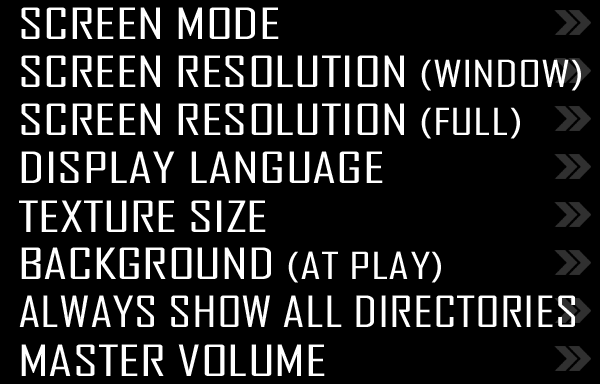 SCREEN MODE
SCREEN RESOLUTION (WINDOW)
SCREEN RESOLUTION (FULL)
DISPLAY LANGUAGE
TEXTURE SIZE
BACKGROUND (AT PLAY)
ALWAYS SHOW ALL DIRECTORIES
MASTER VOLUME